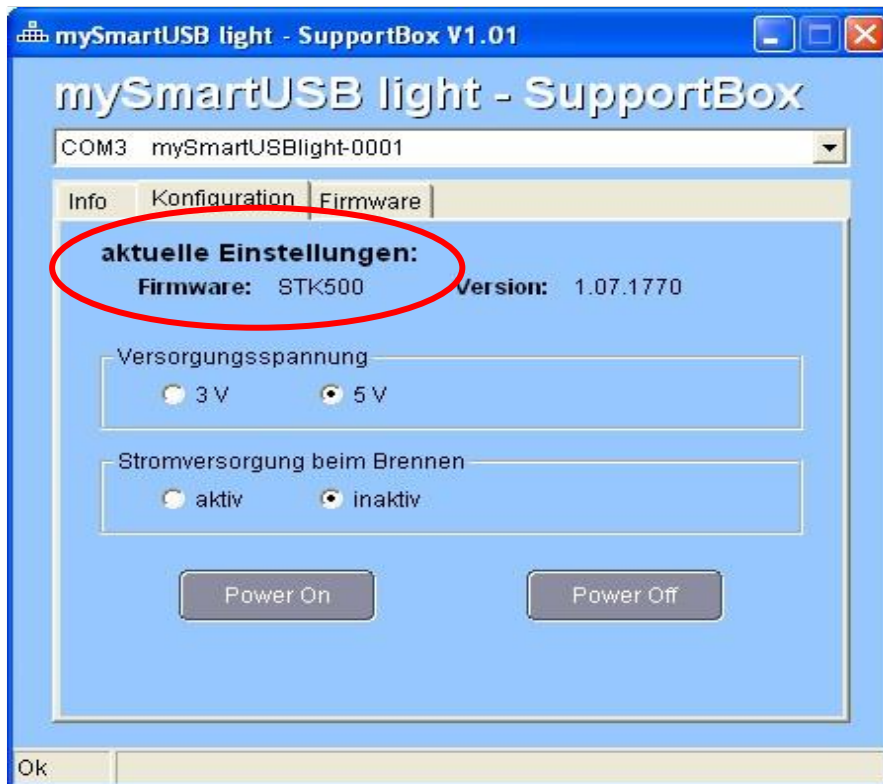 mySmartUSB light - SupportBox V1.01
mySmartUSB light - SupportBox
COM3 mySmartUSBlight-0001
Info Konfiguration Firmware
aktuelle Einstellungen:
Firmware: STK500 Version: 1.07.1770
Versorgungsspannung
3 V 5 V
Stromversorgung beim Brennen
aktiv inaktiv
Power On Power Off
Ok